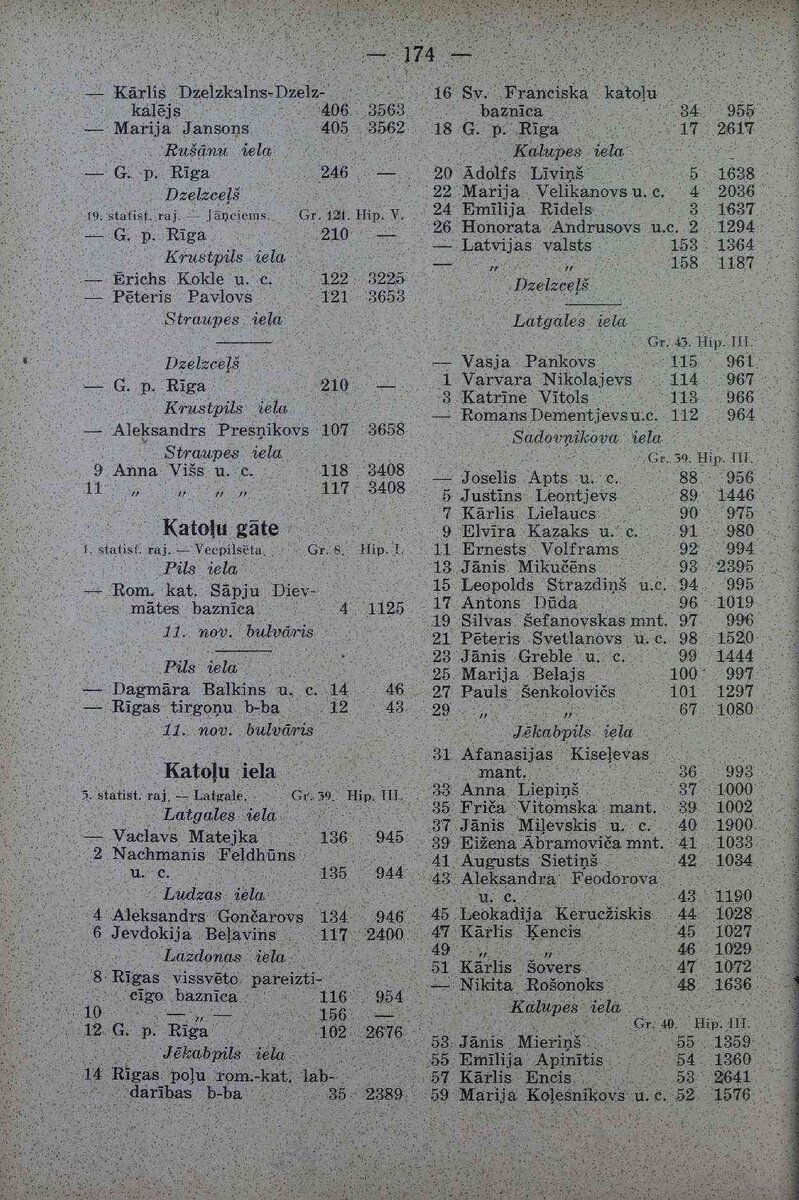 — 174 —
— Kārlis Dzelzkalns-Dzelz-
kalējs 406 3563
— Marija Jansons 405 3562
Rušānu iela
— G. p. Rīga 246 —
Dzelzceļš
19. statist. raj. — Jāņciems. Gr. 121. Hip. V.
— G. p. Rīga 210 —
Krustpils iela
— Ērichs Kokle u. c. 122 3225
— Pēteris Pavlovs 121 3653
Straupes iela
Dzelzceļš
— G. p. Rīga 210 —
Krustpils iela
— Aleksandrs Presņikovs 107 3658
Straupes iela
9 Anna Višs u. c. 118 3408
11 „ „ „ „ 117 3408
Katoļu gāte
1. statist. raj. — Vecpilsēta. Gr. 8. Hip. I.
Pils iela
— Rom. kat. Sāpju Diev-
mātes baznīca 4 1125
11. nov. bulvāris
Pils iela
— Dagmāra Balkins u. c. 14 46
— Rīgas tirgoņu b-ba 12 43
11. nov. bulvāris
Katoļu iela
5. statist. raj. — Latgale. Gr. 39. Hip. III.
Latgales iela
— Vaclavs Matejka 136 945
2 Nachmanis Feldhūns
u. c. 135 944
Ludzas iela
4 Aleksandrs Gončarovs 134 946
6 Jevdokija Beļavins 117 2400
Lazdonas iela
8 Rīgas vissvēto pareizti-
cīgo baznīca 116 954
10 — „ — 156 —
12 G. p. Rīga 102 2676
Jēkabpils iela
14 Rīgas poļu rom.-kat. lab-
darības b-ba 35 2389
16 Sv. Franciska katoļu
baznīca 34 955
18 G. p. Rīga 17 2617
Kalupes iela
20 Ādolfs Līviņš 5 1638
22 Marija Velikanovs u. c. 4 2036
24 Emīlija Rīdels 3 1637
26 Honorata Andrusovs u.c. 2 1294
— Latvijas valsts 153 1364
— „ „ 158 1187
Dzelzceļš
Latgales iela
Gr. 43. Hip. III.
— Vasja Pankovs 115 961
1 Varvara Nikolajevs 114 967
3 Katrīne Vītols 113 966
— Romans Dementjevs u.c. 112 964
Sadovņikova iela
Gr. 39. Hip. III.
— Joselis Apts u. c. 88 956
5 Justīns Leontjevs 89 1446
7 Kārlis Lielaucs 90 975
9 Elvīra Kazaks u. c. 91 980
11 Ernests Volframs 92 994
13 Jānis Mikučēns 93 2395
15 Leopolds Strazdiņš u.c. 94 995
17 Antons Dūda 96 1019
19 Silvas Šefanovskas mnt. 97 996
21 Pēteris Svetlanovs u. c. 98 1520
23 Jānis Greble u. c. 99 1444
25 Marija Belajs 100 997
27 Pauls Šenkolovičs 101 1297
29 „ „ 67 1080
Jēkabpils iela
31 Afanasijas Kiseļevas
mant. 36 993
33 Anna Liepiņš 37 1000
35 Friča Vitomska mant. 39 1002
37 Jānis Miļevskis u. c. 40 1900
39 Eižena Abramoviča mnt. 41 1033
41 Augusts Sietiņš 42 1034
43 Aleksandra Feodorova
u. c. 43 1190
45 Leokadija Kerucžiskis 44 1028
47 Kārlis Ķencis 45 1027
49 „ „ 46 1029
51 Kārlis Šovers 47 1072
— Nikita Rošonoks 48 1636
Kalupes iela
Gr. 40. Hip. III.
53 Jānis Mieriņš 55 1359
55 Emīlija Apinītis 54 1360
57 Kārlis Encis 53 2641
59 Marija Koļesnikovs u. c. 52 1576